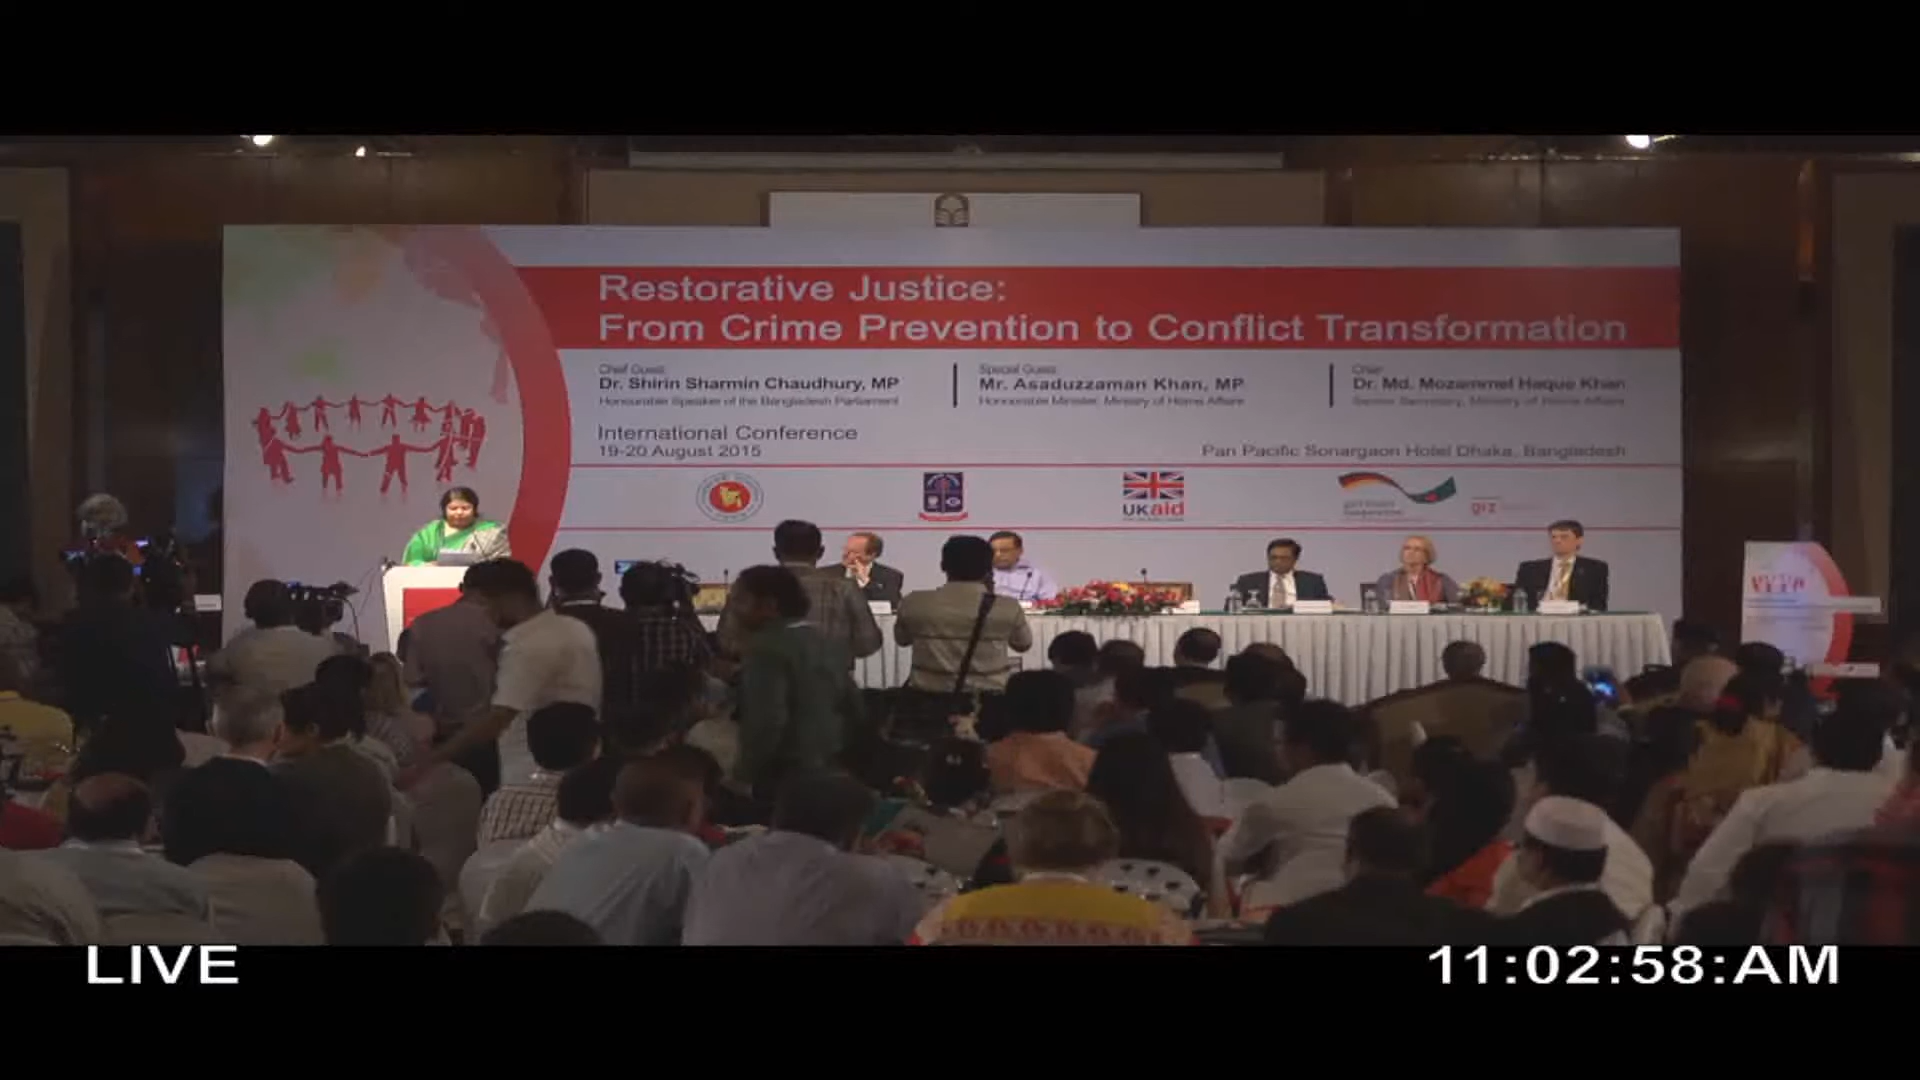 Restorative Justice:
From Crime Prevention to Conflict Transformation
Chief Guest:
Dr. Shirin Sharmin Chaudhury, MP
Honourable Speaker of the Bangladesh Parliament
Special Guest:
Mr. Asaduzzaman Khan, MP
Honourable Minister, Ministry of Home Affairs
Chair:
Dr. Md. Mozammel Haque Khan
Senior Secretary, Ministry of Home Affairs
International Conference
19-20 August 2015
Pan Pacific Sonargaon Hotel Dhaka, Bangladesh
UKaid
giz
LIVE
11:02:58:AM